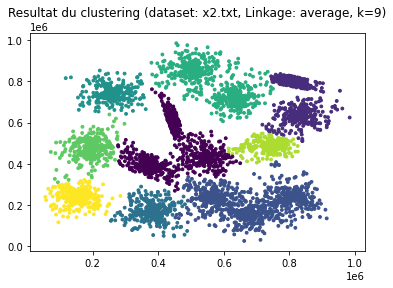 Resultat du clustering (dataset: x2.txt, Linkage: average, k=9)
1e6
1.0
0.8
0.6
0.4
0.2
0.0
0.2 0.4 0.6 0.8 1.0
1e6